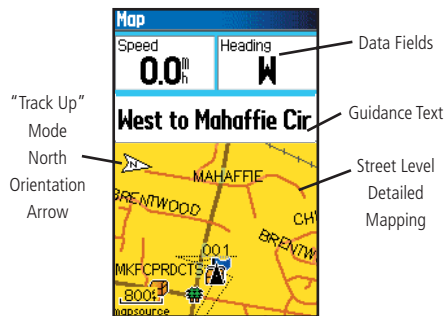 Map
Speed
Heading
0.0 m/h
W
West to Mahaffie Cir
N
MAHAFFIE
BRENTWOOD
CH
BRENTW
001
MKFCPRDCTS
800
mapsource
Data Fields
Guidance Text
Street Level
Detailed
Mapping
“Track Up”
Mode
North
Orientation
Arrow